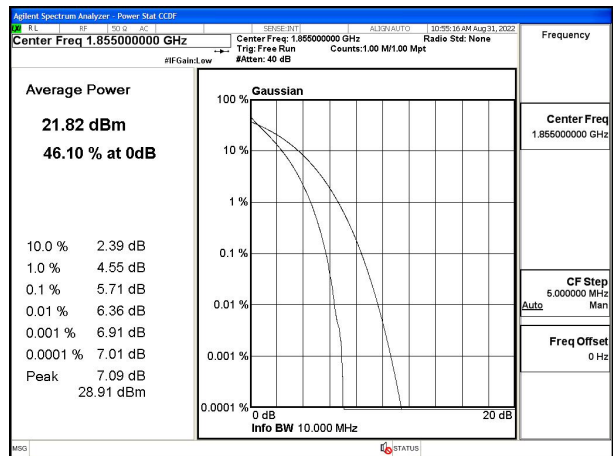 Agilent Spectrum Analyzer - Power Stat CCDF
RL RF 50 Ω AC SENSE:INT ALIGNAUTO 10:55:16 AM Aug 31, 2022
Center Freq 1.855000000 GHz
Center Freq: 1.855000000 GHz Radio Std: None
Trig: Free Run Counts:1.00 M/1.00 Mpt
#IFGain:Low #Atten: 40 dB
Frequency
Average Power
21.82 dBm
46.10 % at 0dB
10.0 % 2.39 dB
1.0 % 4.55 dB
0.1 % 5.71 dB
0.01 % 6.36 dB
0.001 % 6.91 dB
0.0001 % 7.01 dB
Peak 7.09 dB
28.91 dBm
Gaussian
100 %
10 %
1 %
0.1 %
0.01 %
0.001 %
0.0001 %
0 dB 20 dB
Info BW 10.000 MHz
Center Freq
1.855000000 GHz
CF Step
5.000000 MHz
Auto Man
Freq Offset
0 Hz
MSG STATUS